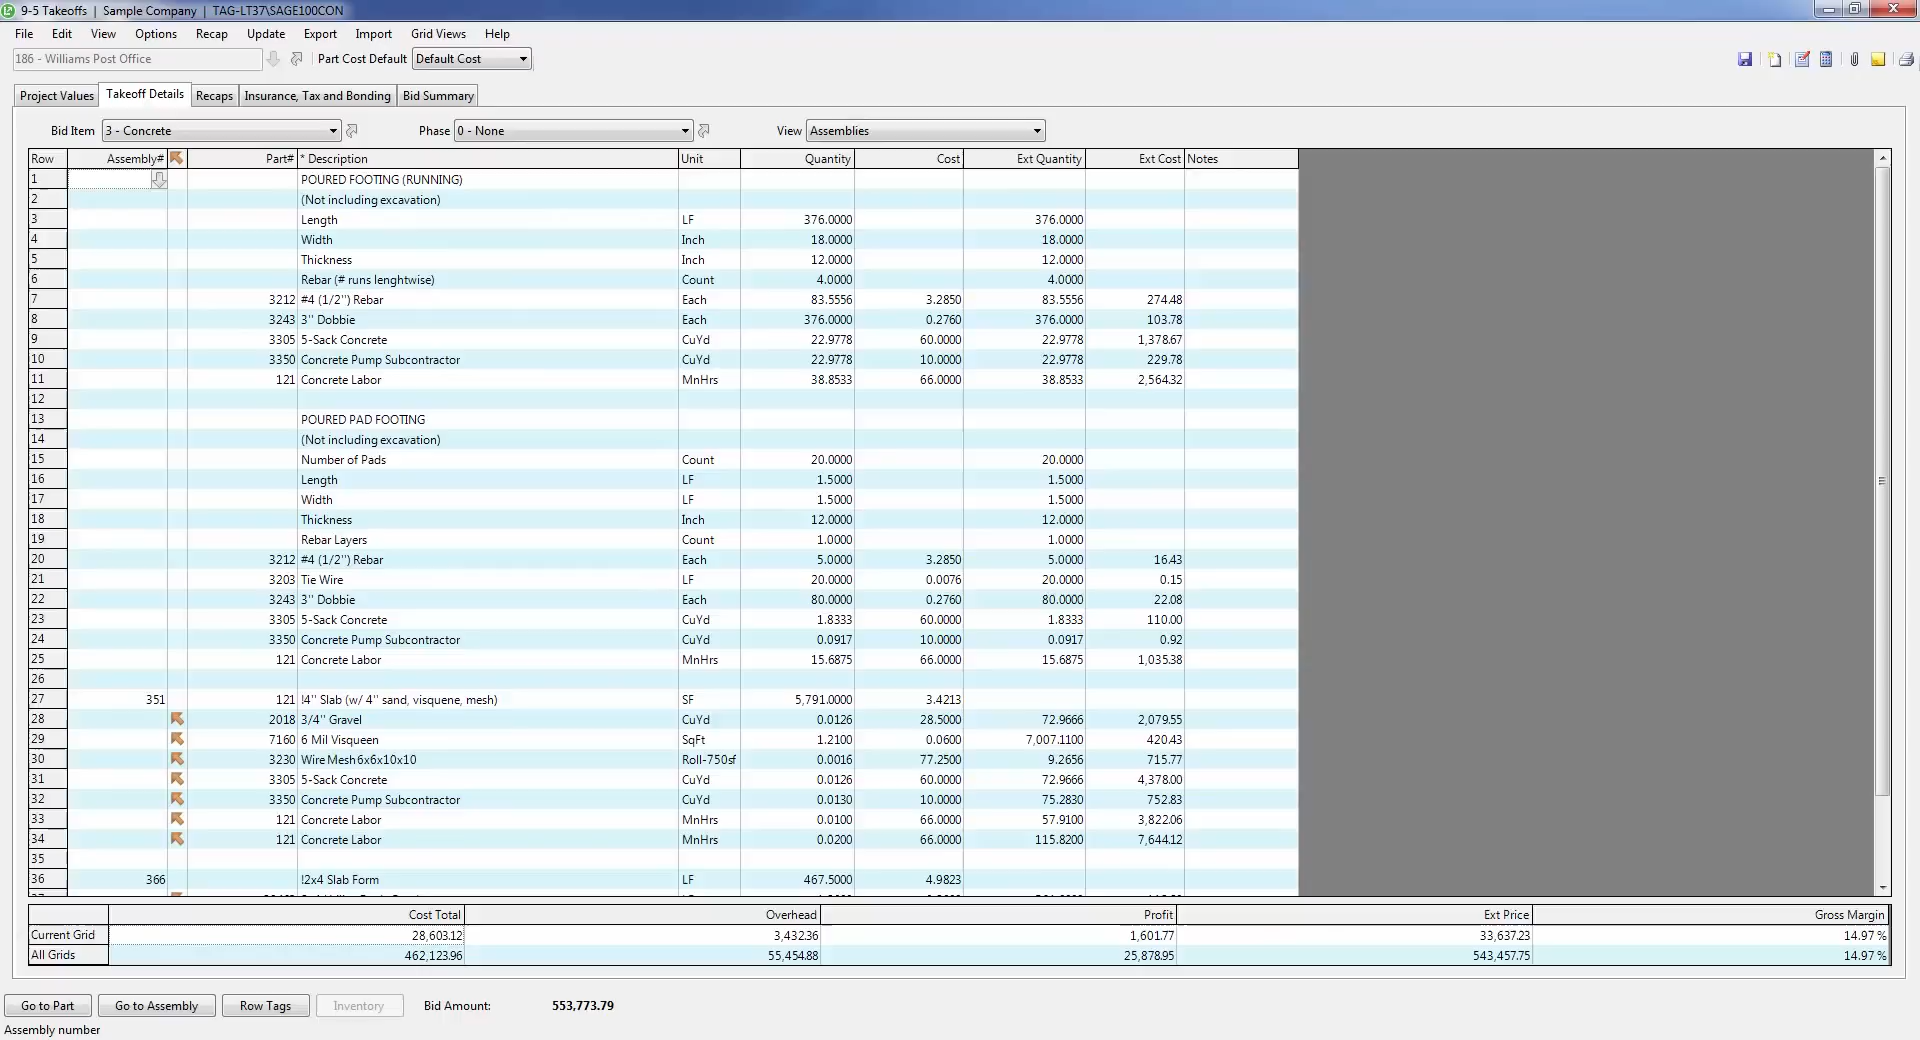 9-5 Takeoffs | Sample Company | TAG-LT37\SAGE100CON
File Edit View Options Recap Update Export Import Grid Views Help
186 - Williams Post Office Part Cost Default Default Cost
Project Values Takeoff Details Recaps Insurance, Tax and Bonding Bid Summary
Bid Item 3 - Concrete Phase 0 - None View Assemblies
Row Assembly# Part# * Description Unit Quantity Cost Ext Quantity Ext Cost Notes
1 POURED FOOTING (RUNNING)
2 (Not including excavation)
3 Length LF 376.0000 376.0000
4 Width Inch 18.0000 18.0000
5 Thickness Inch 12.0000 12.0000
6 Rebar (# runs lenghtwise) Count 4.0000 4.0000
7 3212 #4 (1/2") Rebar Each 83.5556 3.2850 83.5556 274.48
8 3243 3" Dobbie Each 376.0000 0.2760 376.0000 103.78
9 3305 5-Sack Concrete CuYd 22.9778 60.0000 22.9778 1,378.67
10 3350 Concrete Pump Subcontractor CuYd 22.9778 10.0000 22.9778 229.78
11 121 Concrete Labor MnHrs 38.8533 66.0000 38.8533 2,564.32
12
13 POURED PAD FOOTING
14 (Not including excavation)
15 Number of Pads Count 20.0000 20.0000
16 Length LF 1.5000 1.5000
17 Width LF 1.5000 1.5000
18 Thickness Inch 12.0000 12.0000
19 Rebar Layers Count 1.0000 1.0000
20 3212 #4 (1/2") Rebar Each 5.0000 3.2850 5.0000 16.43
21 3203 Tie Wire LF 20.0000 0.0076 20.0000 0.15
22 3243 3" Dobbie Each 80.0000 0.2760 80.0000 22.08
23 3305 5-Sack Concrete CuYd 1.8333 60.0000 1.8333 110.00
24 3350 Concrete Pump Subcontractor CuYd 0.0917 10.0000 0.0917 0.92
25 121 Concrete Labor MnHrs 15.6875 66.0000 15.6875 1,035.38
26
27 351 121 !4" Slab (w/ 4" sand, visquene, mesh) SF 5,791.0000 3.4213
28 2018 3/4" Gravel CuYd 0.0126 28.5000 72.9666 2,079.55
29 7160 6 Mil Visqueen SqFt 1.2100 0.0600 7,007.1100 420.43
30 3230 Wire Mesh 6x6x10x10 Roll-750sf 0.0016 77.2500 9.2656 715.77
31 3305 5-Sack Concrete CuYd 0.0126 60.0000 72.9666 4,378.00
32 3350 Concrete Pump Subcontractor CuYd 0.0130 10.0000 75.2830 752.83
33 121 Concrete Labor MnHrs 0.0100 66.0000 57.9100 3,822.06
34 121 Concrete Labor MnHrs 0.0200 66.0000 115.8200 7,644.12
35
36 366 !2x4 Slab Form LF 467.5000 4.9823
Cost Total Overhead Profit Ext Price Gross Margin
Current Grid 28,603.12 3,432.36 1,601.77 33,637.23 14.97 %
All Grids 462,123.96 55,454.88 25,878.95 543,457.75 14.97 %
Go to Part Go to Assembly Row Tags Inventory Bid Amount: 553,773.79
Assembly number